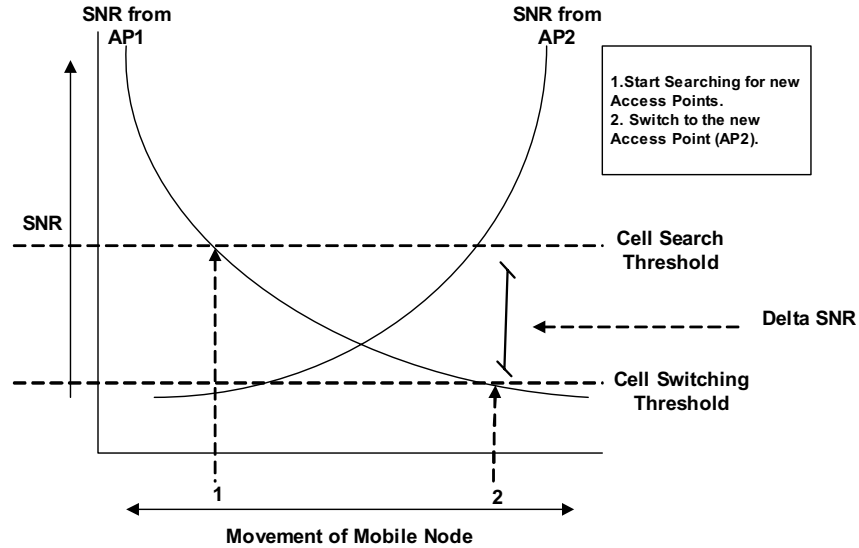 SNR from
AP1
SNR from
AP2
1.Start Searching for new
Access Points.
2. Switch to the new
Access Point (AP2).
SNR
Cell Search
Threshold
Delta SNR
Cell Switching
Threshold
1
2
Movement of Mobile Node